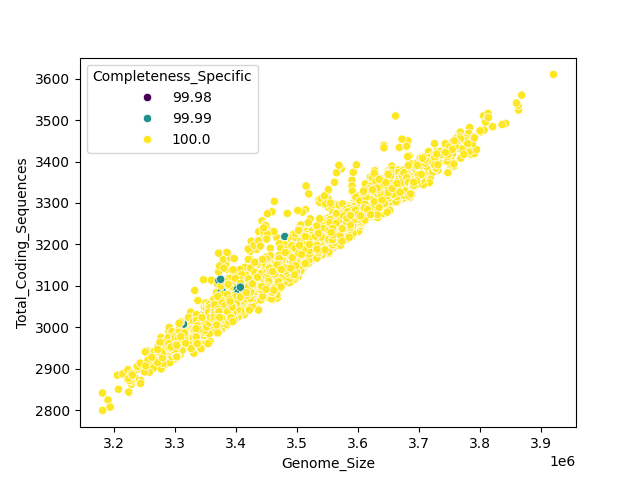 Completeness_Specific
99.98
99.99
100.0
3600
3500
3400
3300
3200
3100
3000
2900
2800
Total_Coding_Sequences
3.2 3.3 3.4 3.5 3.6 3.7 3.8 3.9
1e6
Genome_Size